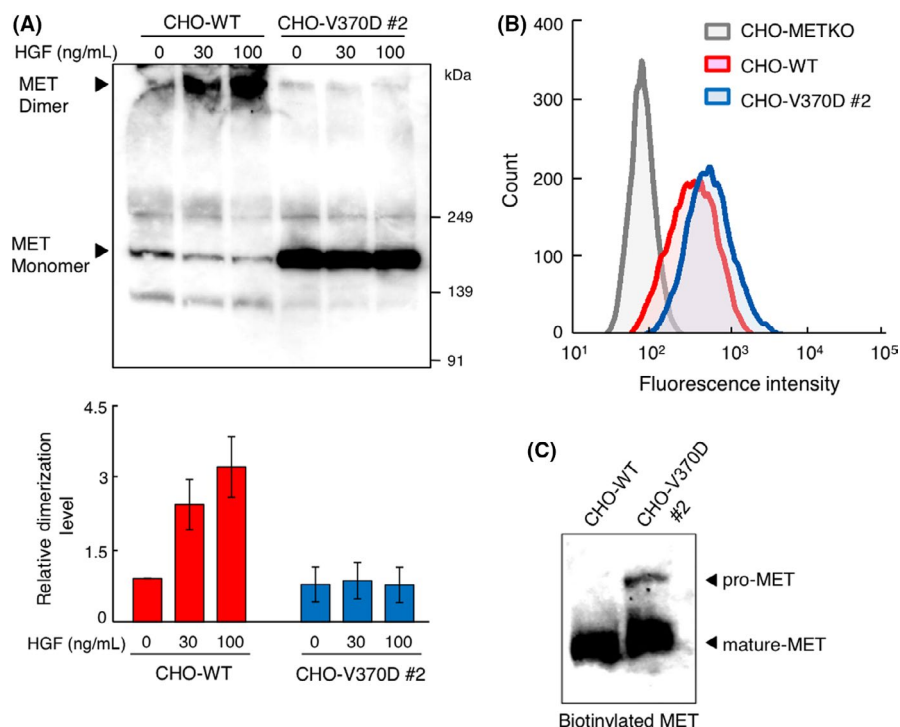 (A)
CHO-WT CHO-V370D #2
HGF (ng/mL) 0 30 100 0 30 100
kDa
MET
Dimer
249
MET
Monomer
139
91
4.5
3
1.5
0
Relative dimerization
level
HGF (ng/mL) 0 30 100 0 30 100
CHO-WT CHO-V370D #2
(B)
400
300
200
100
0
Count
CHO-METKO
CHO-WT
CHO-V370D #2
10¹ 10² 10³ 10⁴ 10⁵
Fluorescence intensity
(C)
CHO-WT
CHO-V370D
#2
pro-MET
mature-MET
Biotinylated MET